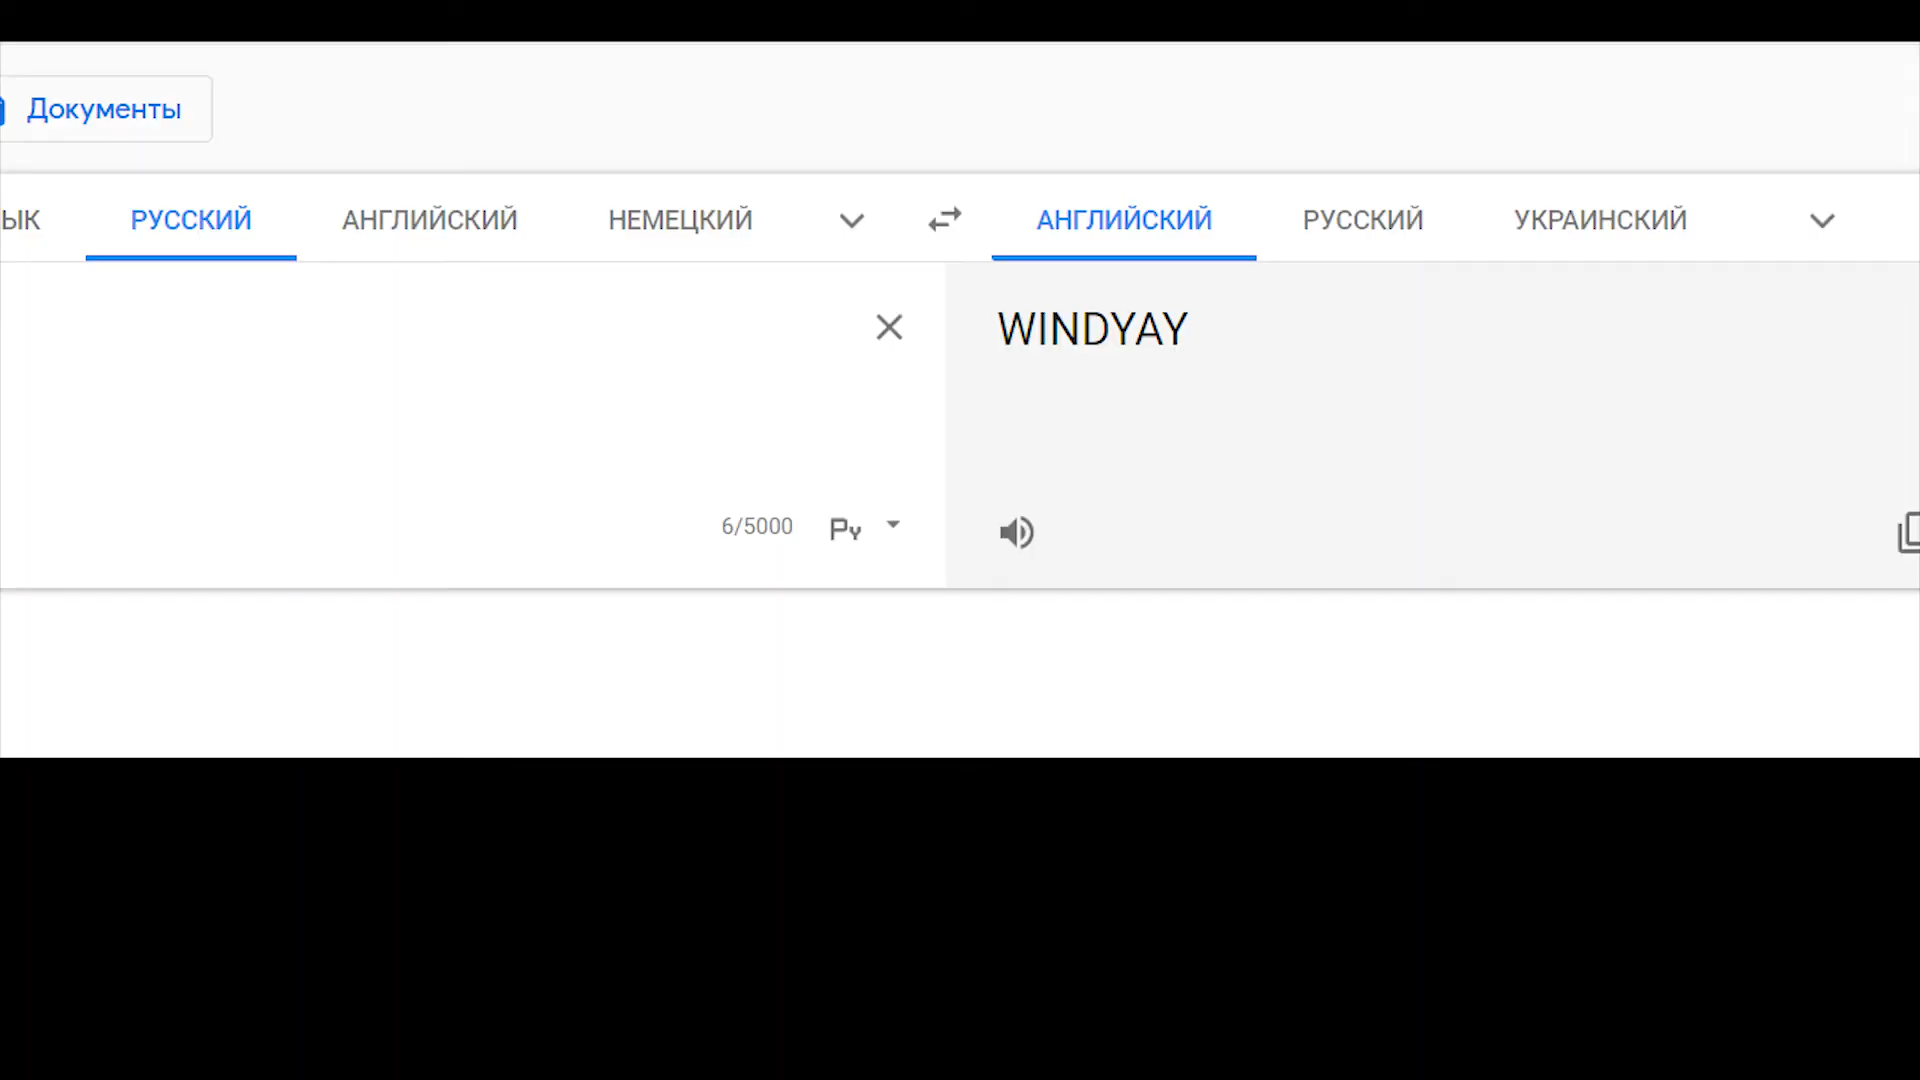 Документы
ЫК РУССКИЙ АНГЛИЙСКИЙ НЕМЕЦКИЙ АНГЛИЙСКИЙ РУССКИЙ УКРАИНСКИЙ
WINDYAY
6/5000 Ру